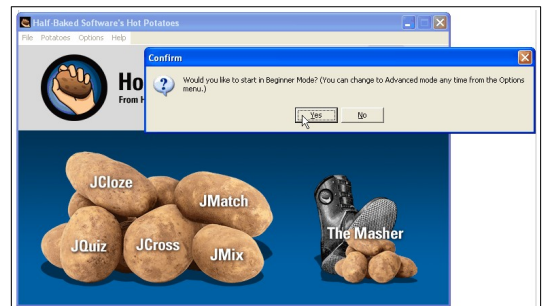 Half-Baked Software's Hot Potatoes
File Potatoes Options Help
Confirm
Would you like to start in Beginner Mode? (You can change to Advanced mode any time from the Options
menu.)
Yes No
Ho
From H
JCloze
JMatch
JQuiz
JCross
JMix
The Masher